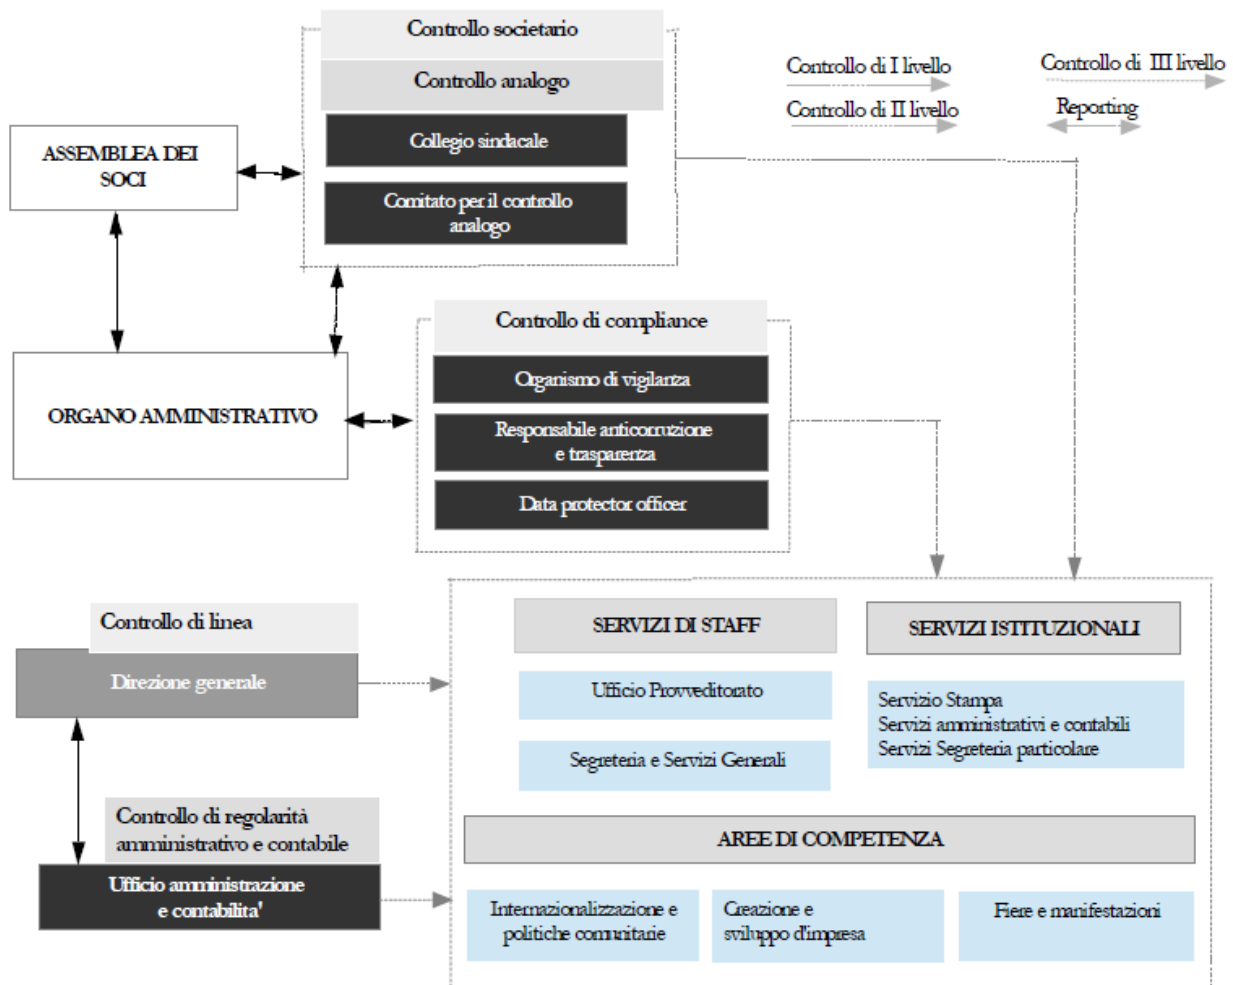 Controllo societario
Controllo analogo
Collegio sindacale
Comitato per il controllo
analogo
Controllo di I livello
Controllo di II livello
Controllo di III livello
Reporting
ASSEMBLEA DEI
SOCI
ORGANO AMMINISTRATIVO
Controllo di compliance
Organismo di vigilanza
Responsabile anticorruzione
e trasparenza
Data protector officer
Controllo di linea
Direzione generale
Controllo di regolarità
amministrativo e contabile
Ufficio amministrazione
e contabilita'
SERVIZI DI STAFF
Ufficio Provveditorato
Segreteria e Servizi Generali
SERVIZI ISTITUZIONALI
Servizio Stampa
Servizi amministrativi e contabili
Servizi Segreteria particolare
AREE DI COMPETENZA
Internazionalizzazione e
politiche comunitarie
Creazione e
sviluppo d'impresa
Fiere e manifestazioni